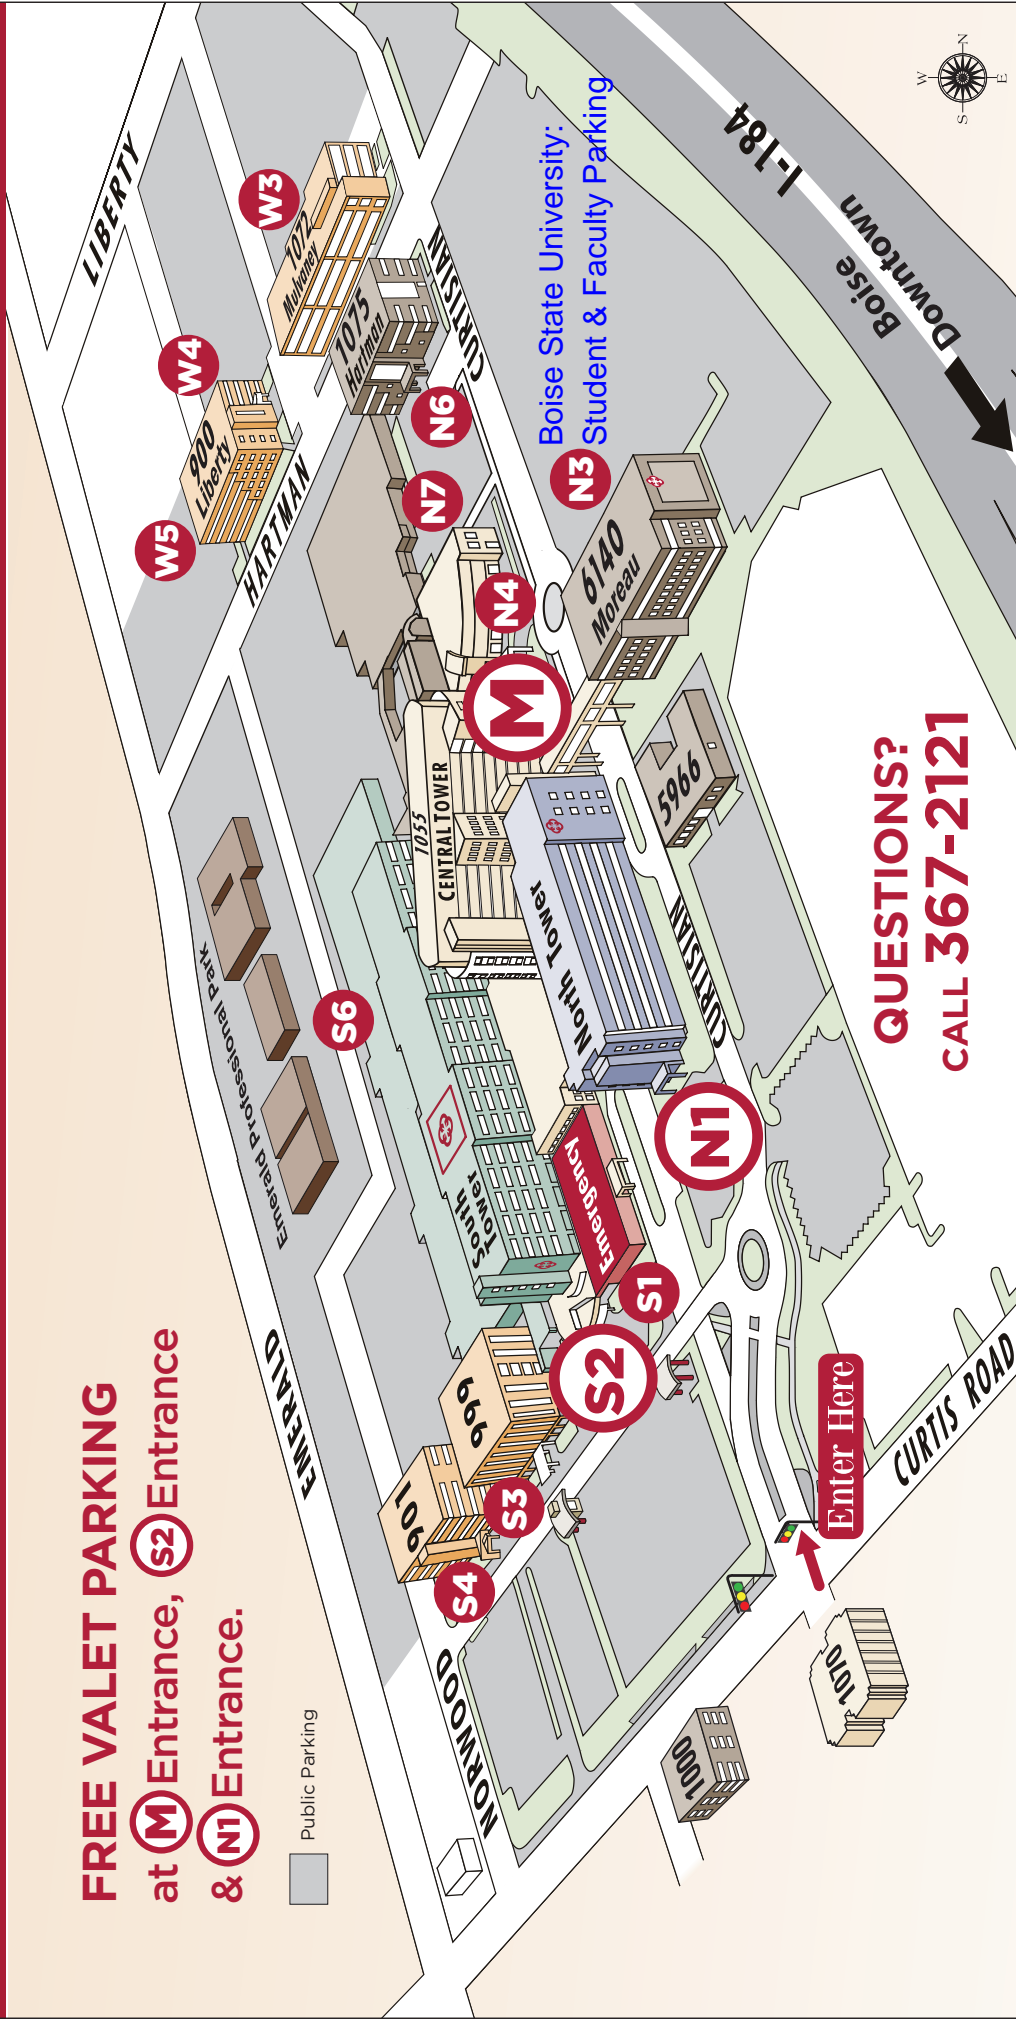 FREE VALET PARKING
at M Entrance, S2 Entrance
& N1 Entrance.
Public Parking
LIBERTY
W3
1072
Mulvaney
W4
900
Liberty
W5
HARTMAN
1075
Hartman
CURTISIAN
N6
N7
N4
M
N3
Boise State University:
Student & Faculty Parking
6140
Moreau
I-184
Boise
Downtown
W
N
S
E
Emerald Professional Park
EMERALD
S6
1055
CENTRAL TOWER
North Tower
5966
CURTISIAN
South
Tower
Emergency
N1
S1
S2
999
901
S3
S4
NORWOOD
Enter Here
CURTIS ROAD
1000
1070
QUESTIONS?
CALL 367-2121